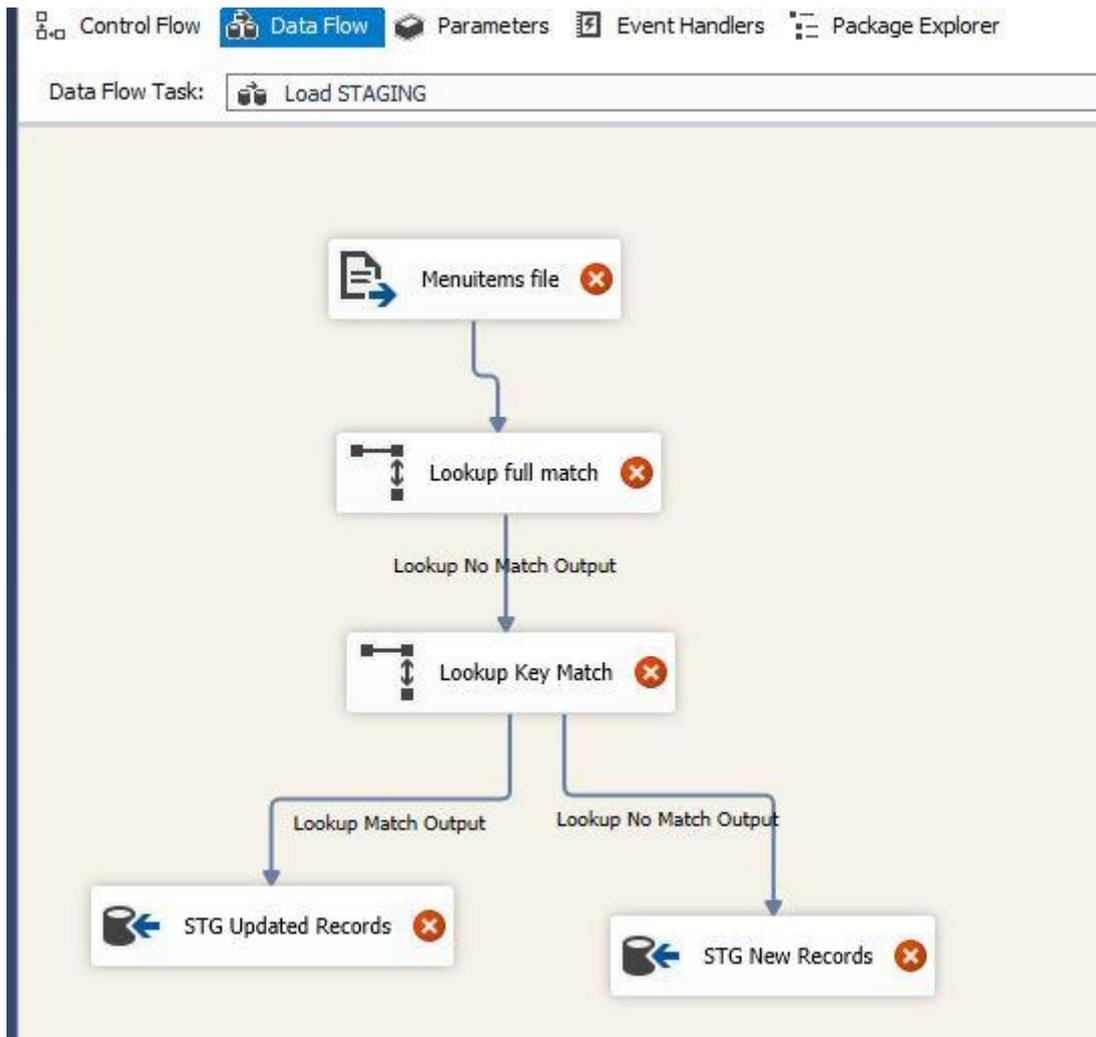 Control Flow Data Flow Parameters Event Handlers Package Explorer
Data Flow Task: Load STAGING
Menuitems file
Lookup full match
Lookup No Match Output
Lookup Key Match
Lookup Match Output
Lookup No Match Output
STG Updated Records
STG New Records